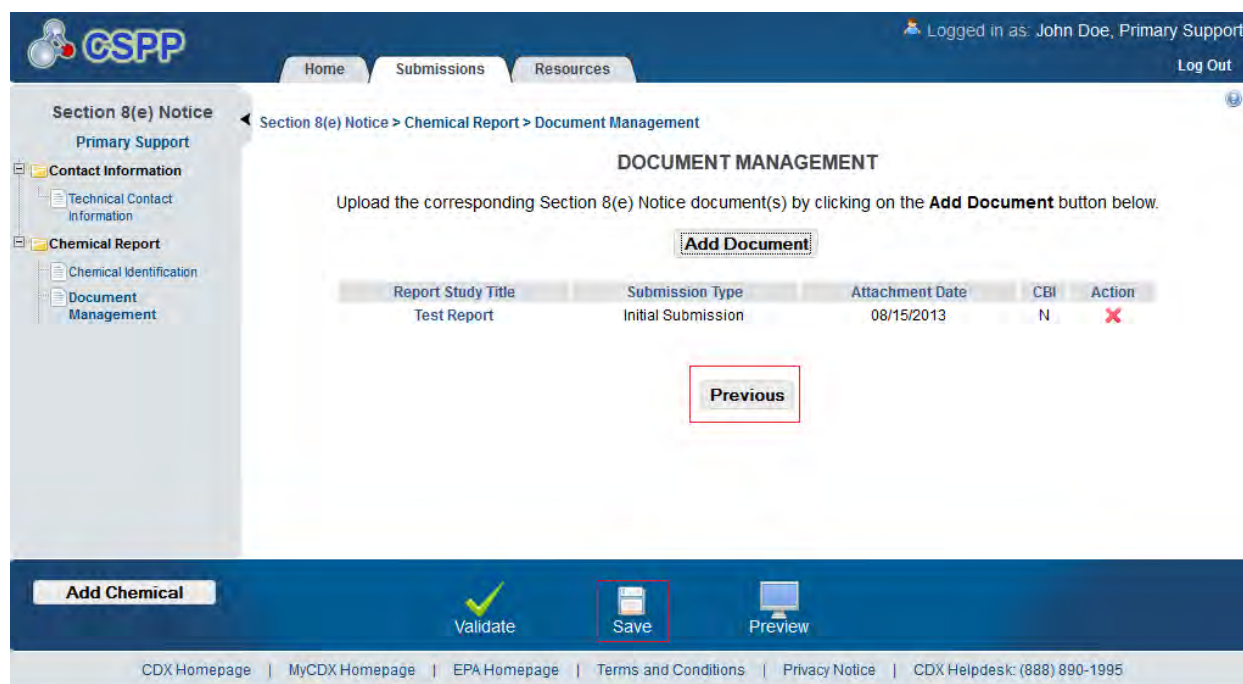 CSPP
Logged in as: John Doe, Primary Support
Home Submissions Resources
Log Out
Section 8(e) Notice
Primary Support
Contact Information
Technical Contact
Information
Chemical Report
Chemical Identification
Document
Management
Section 8(e) Notice > Chemical Report > Document Management
DOCUMENT MANAGEMENT
Upload the corresponding Section 8(e) Notice document(s) by clicking on the Add Document button below.
Add Document
Report Study Title Submission Type Attachment Date CBI Action
Test Report Initial Submission 08/15/2013 N
Previous
Add Chemical
Validate Save Preview
CDX Homepage | MyCDX Homepage | EPA Homepage | Terms and Conditions | Privacy Notice | CDX Helpdesk: (888) 890-1995